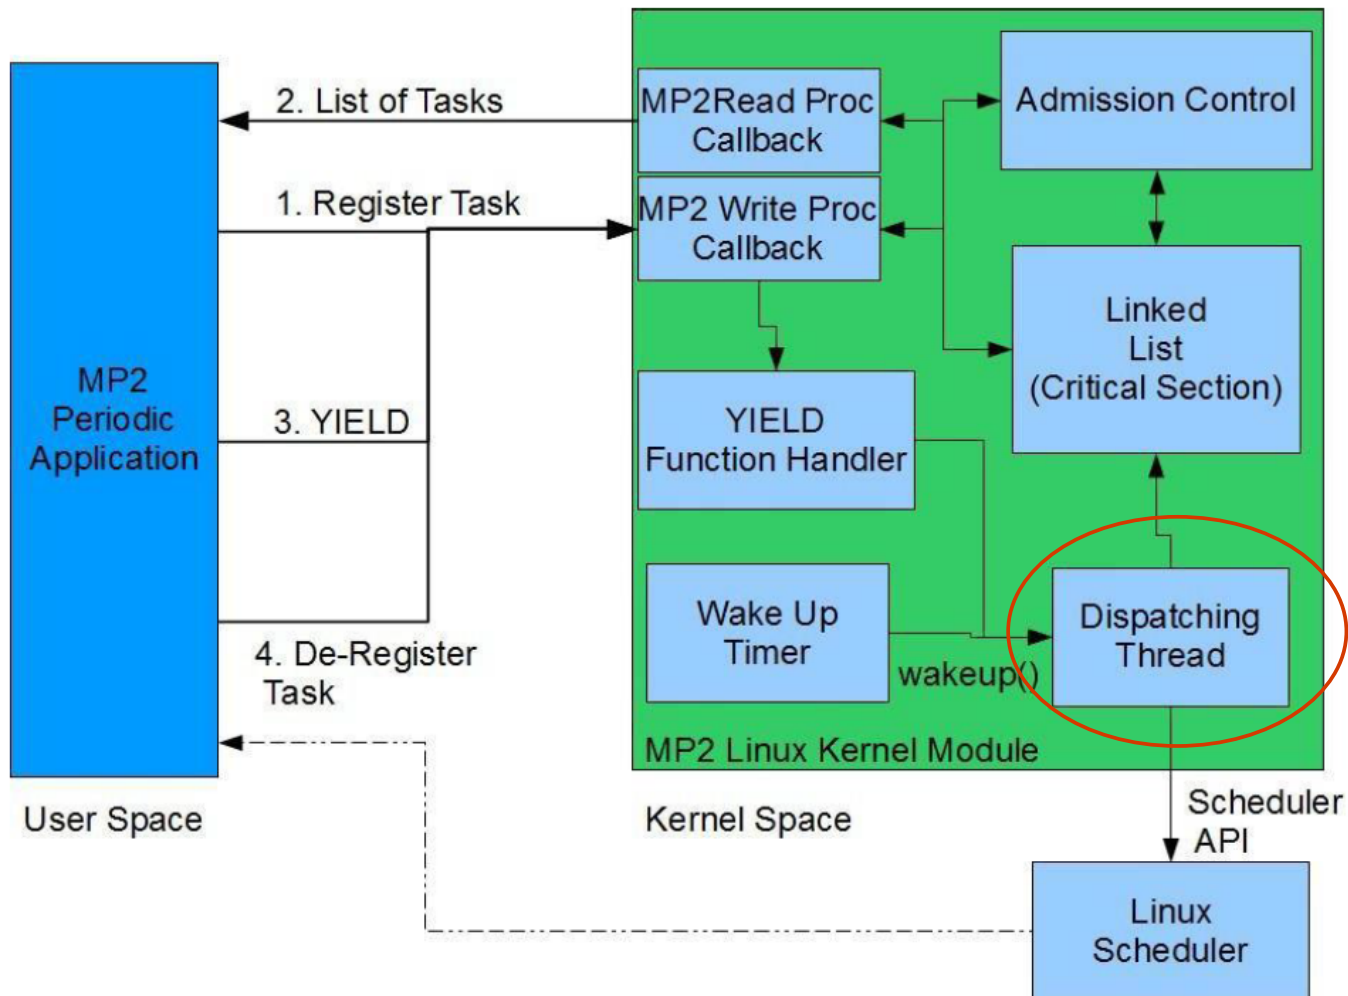 2. List of Tasks
MP2Read Proc
Callback
Admission Control
1. Register Task
MP2 Write Proc
Callback
Linked
List
(Critical Section)
MP2
Periodic
Application
3. YIELD
YIELD
Function Handler
Wake Up
Timer
Dispatching
Thread
wakeup()
4. De-Register
Task
MP2 Linux Kernel Module
User Space
Kernel Space
Scheduler
API
Linux
Scheduler